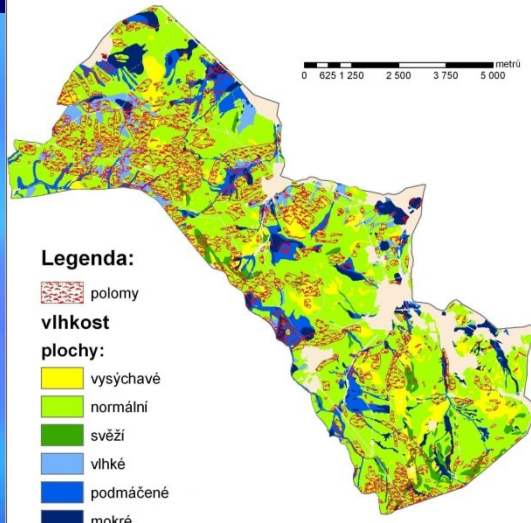 metrů
0 625 1 250 2 500 3 750 5 000
Legenda:
polomy
vlhkost
plochy:
vysýchavé
normální
svěží
vlhké
podmáčené
mokré